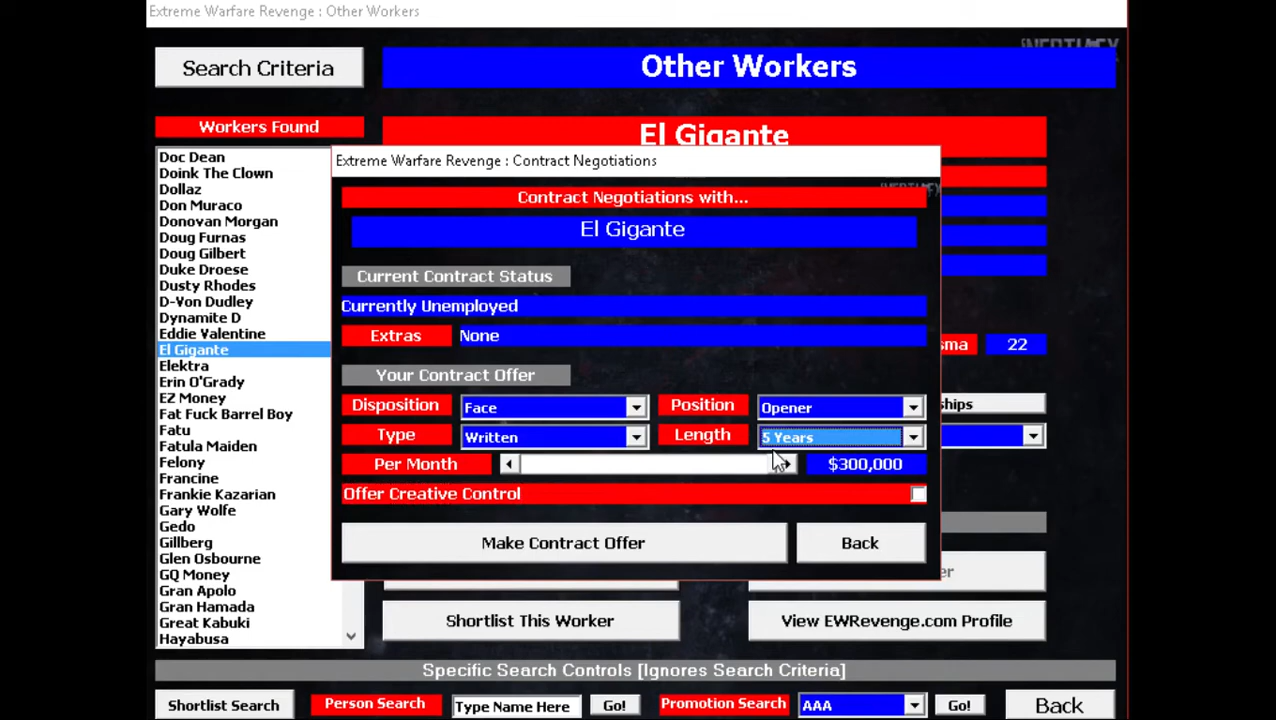 Extreme Warfare Revenge : Other Workers
Search Criteria
Other Workers
Workers Found
El Gigante
Doc Dean
Doink The Clown
Dollaz
Don Muraco
Donovan Morgan
Doug Furnas
Doug Gilbert
Duke Droese
Dusty Rhodes
D-Von Dudley
Dynamite D
Eddie Valentine
El Gigante
Elektra
Erin O'Grady
EZ Money
Fat Fuck Barrel Boy
Fatu
Fatula Maiden
Felony
Francine
Frankie Kazarian
Gary Wolfe
Gedo
Gillberg
Glen Osbourne
GQ Money
Gran Apolo
Gran Hamada
Great Kabuki
Hayabusa
Extreme Warfare Revenge : Contract Negotiations
Contract Negotiations with...
El Gigante
Current Contract Status
Currently Unemployed
Extras None
Your Contract Offer
Disposition Face Position Opener
Type Written Length 5 Years
Per Month $300,000
Offer Creative Control
Make Contract Offer Back
sma 22
ships
er
Shortlist This Worker View EWRevenge.com Profile
Specific Search Controls [Ignores Search Criteria]
Shortlist Search Person Search Type Name Here Go! Promotion Search AAA Go! Back